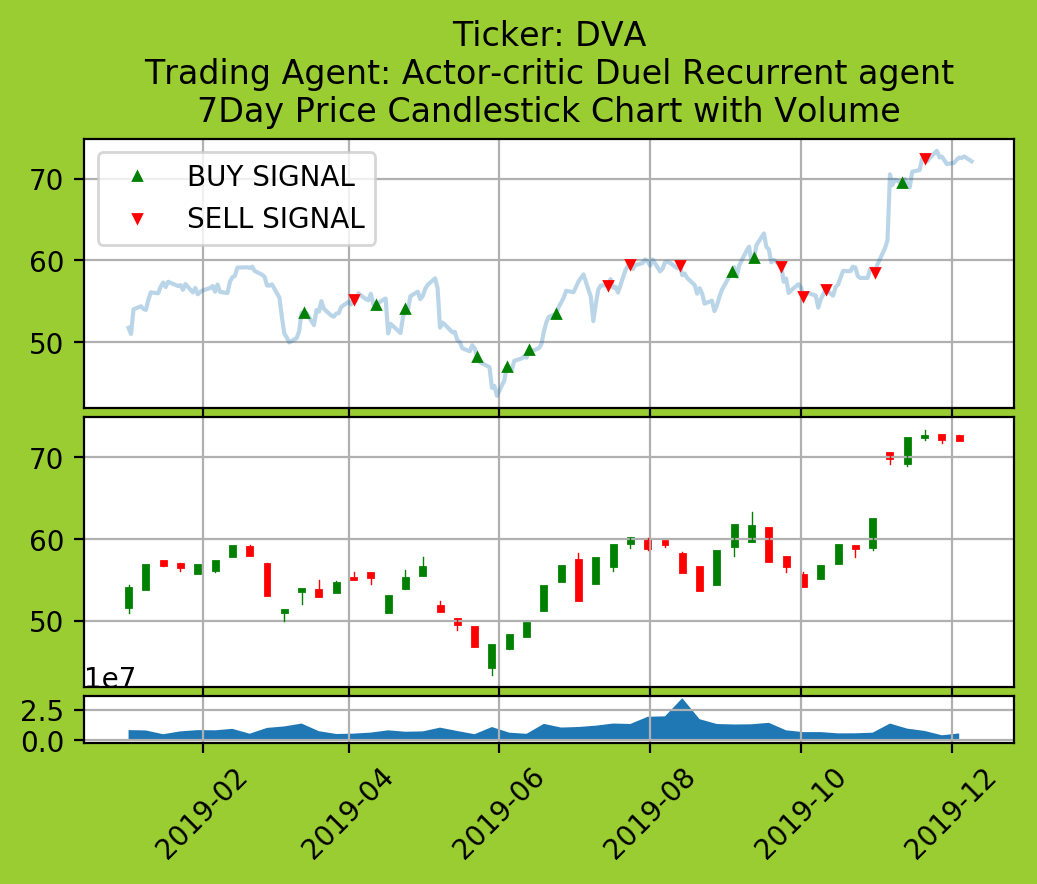 Ticker: DVA
Trading Agent: Actor-critic Duel Recurrent agent
7Day Price Candlestick Chart with Volume
BUY SIGNAL
SELL SIGNAL
70
60
50
70
60
50
1e7
2.5
0.0
2019-02
2019-04
2019-06
2019-08
2019-10
2019-12